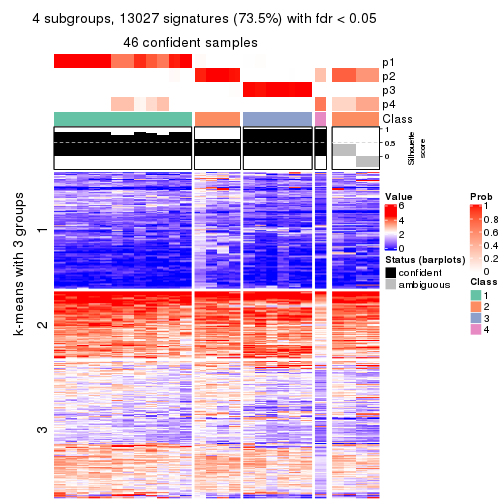 4 subgroups, 13027 signatures (73.5%) with fdr < 0.05
46 confident samples
p1
p2
p3
p4
Class
1
0.5
0
Silhouette
score
k-means with 3 groups
1
2
3
Value
6
4
2
0
Status (barplots)
confident
ambiguous
Prob
1
0.8
0.6
0.4
0.2
0
Class
1
2
3
4